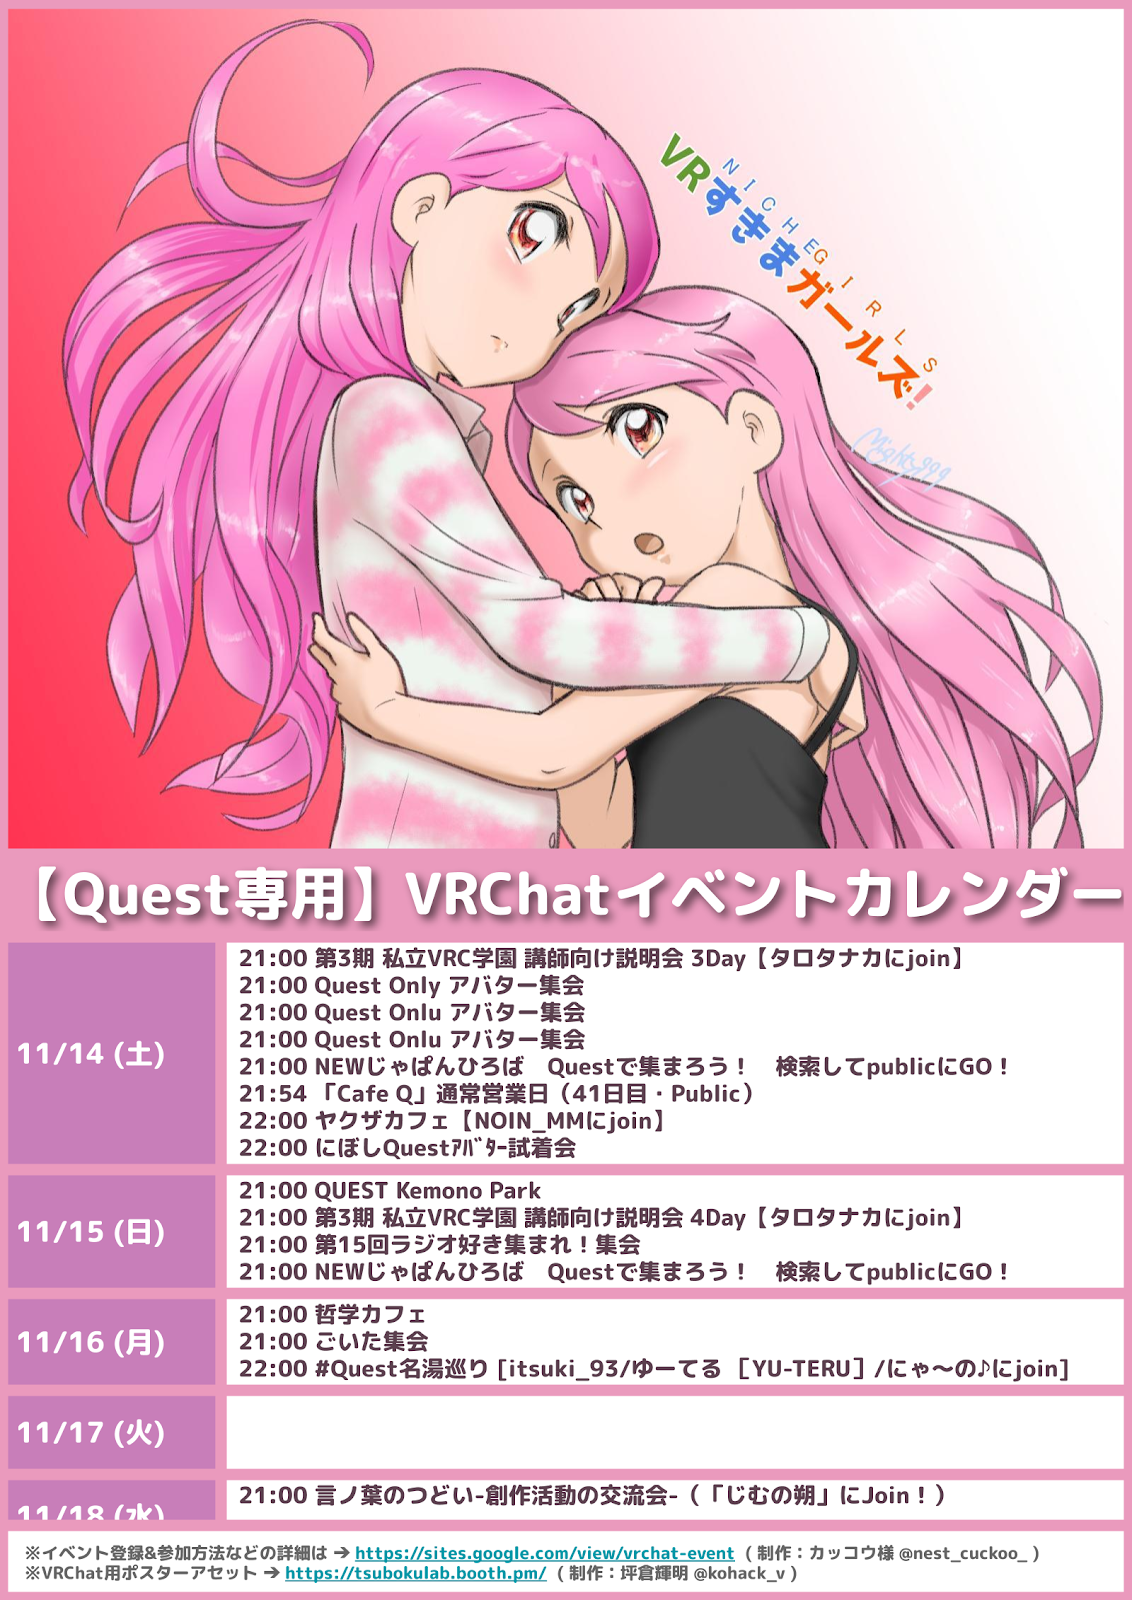 NICHE GIRLS
VRすきまガールズ!
Mighty999
【Quest専用】VRChatイベントカレンダー
11/14 (土)
21:00 第3期 私立VRC学園 講師向け説明会 3Day【タロタナカにjoin】
21:00 Quest Only アバター集会
21:00 Quest Onlu アバター集会
21:00 Quest Onlu アバター集会
21:00 NEWじゃぱんひろば　Questで集まろう！　検索してpublicにGO！
21:54 「Cafe Q」通常営業日（41日目・Public）
22:00 ヤクザカフェ【NOIN_MMにjoin】
22:00 にぼしQuestｱﾊﾞﾀｰ試着会
11/15 (日)
21:00 QUEST Kemono Park
21:00 第3期 私立VRC学園 講師向け説明会 4Day【タロタナカにjoin】
21:00 第15回ラジオ好き集まれ！集会
21:00 NEWじゃぱんひろば　Questで集まろう！　検索してpublicにGO！
11/16 (月)
21:00 哲学カフェ
21:00 ごいた集会
22:00 #Quest名湯巡り [itsuki_93/ゆーてる ［YU-TERU］/にゃ〜の♪にjoin]
11/17 (火)
11/18 (水)
21:00 言ノ葉のつどい-創作活動の交流会-（「じむの朔」にJoin！）
※イベント登録&参加方法などの詳細は ➔ https://sites.google.com/view/vrchat-event （制作：カッコウ様 @nest_cuckoo_ ）
※VRChat用ポスターアセット ➔ https://tsubokulab.booth.pm/ （制作：坪倉輝明 @kohack_v ）